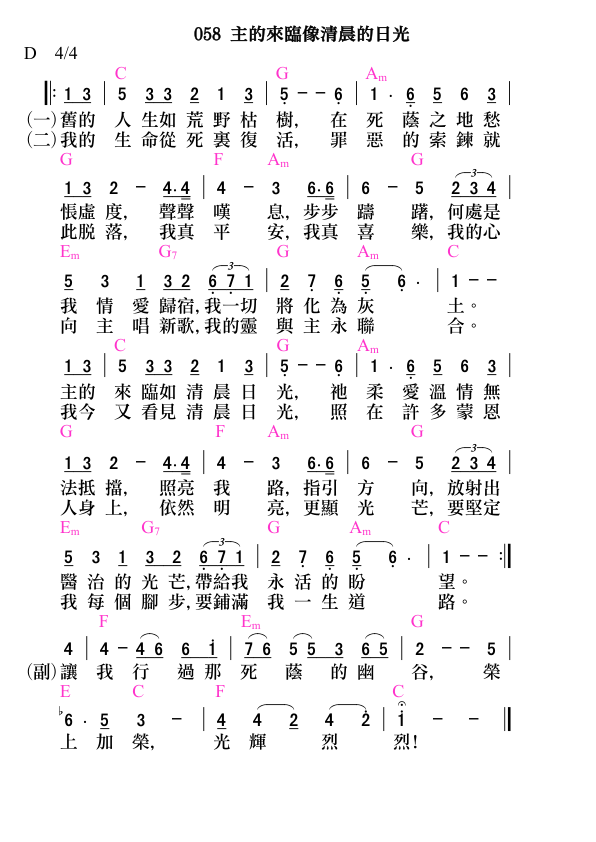 058 主的來臨像清晨的日光
D 4/4
C G Am
1 3 | 5 3 3 2 1 3 | 5 – – 6 | 1 · 6 5 6 3 |
(一)舊的 人 生如 荒 野 枯 樹, 在 死 蔭 之 地 愁
(二)我的 生 命從 死 裏 復 活, 罪 惡 的 索 鍊 就
G F Am G
1 3 2 – 4·4 | 4 – 3 6·6 | 6 – 5 2 3 4 |
悵虛 度, 聲聲 嘆 息, 步步 躊 躇, 何處是
此脱 落, 我真 平 安, 我真 喜 樂, 我的心
Em G7 G Am C
5 3 1 3 2 6 7 1 | 2 7 6 5 6 · | 1 – –
我 情 愛 歸宿, 我一切 將 化 為 灰 土。
向 主 唱 新歌, 我的靈 與 主 永 聯 合。
C G Am
1 3 | 5 3 3 2 1 3 | 5 – – 6 | 1 · 6 5 6 3 |
主的 來 臨如 清 晨 日 光, 祂 柔 愛 溫 情 無
我今 又 看見 清 晨 日 光, 照 在 許 多 蒙 恩
G F Am G
1 3 2 – 4·4 | 4 – 3 6·6 | 6 – 5 2 3 4 |
法抵 擋, 照亮 我 路, 指引 方 向, 放射出
人身 上, 依然 明 亮, 更顯 光 芒, 要堅定
Em G7 G Am C
5 3 1 3 2 6 7 1 | 2 7 6 5 6 · | 1 – – :||
醫 治 的 光 芒, 帶給我 永 活 的 盼 望。
我 每 個 腳 步, 要鋪滿 我 一 生 道 路。
F Em G
4 | 4 – 4 6 6 i | 7 6 5 5 3 6 5 | 2 – – 5 |
(副)讓 我 行 過 那 死 蔭 的 幽 谷, 榮
E C F C
♭6 · 5 3 – | 4 4 2 4 2 | i – – ||
上 加 榮, 光 輝 烈 烈!